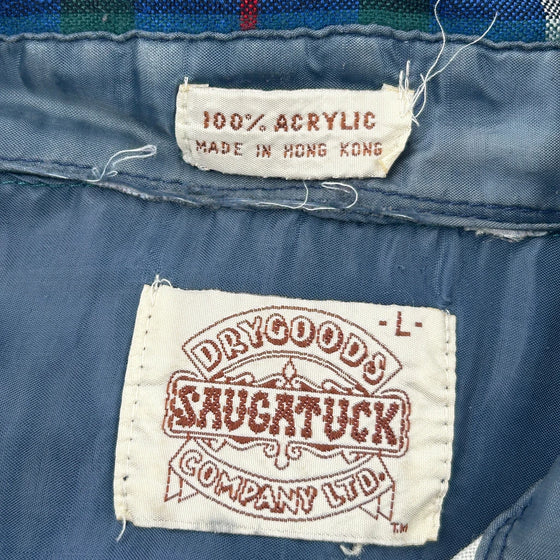 100% ACRYLIC
MADE IN HONG KONG
-L-
DRYGOODS
SAUGATUCK
COMPANY LTD.
TM